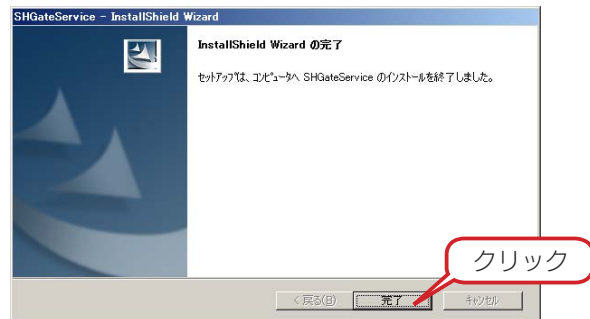 SHGateService - InstallShield Wizard
InstallShield Wizard の完了
セットアップは、コンピュータへ SHGateService のインストールを終了しました。
クリック
< 戻る(B)
完了
キャンセル